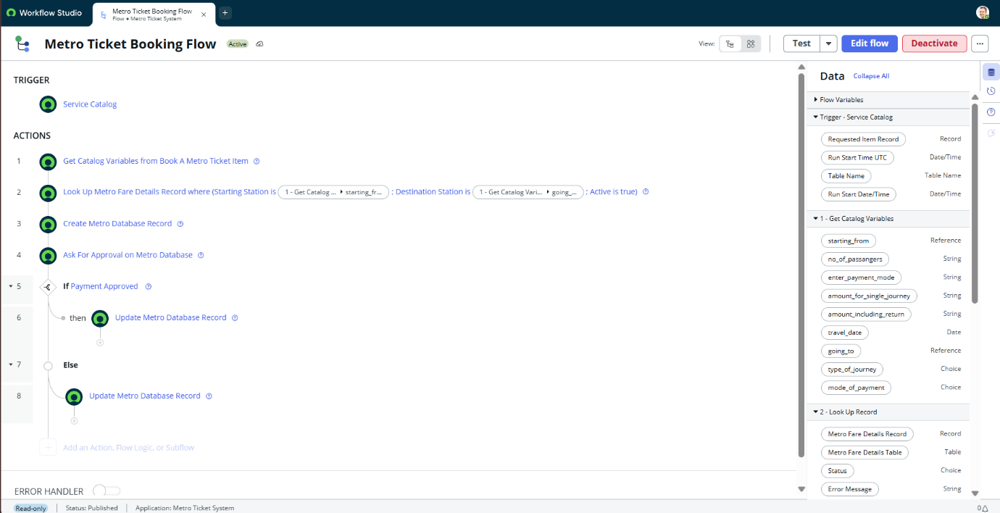 Workflow Studio
Metro Ticket Booking Flow
Flow • Metro Ticket System
Metro Ticket Booking Flow
Active
View:
Test
Edit flow
Deactivate
TRIGGER
Service Catalog
ACTIONS
1 Get Catalog Variables from Book A Metro Ticket Item
2 Look Up Metro Fare Details Record where (Starting Station is 1 - Get Catalog ... starting_fr... ; Destination Station is 1 - Get Catalog Vari... going_... ; Active is true)
3 Create Metro Database Record
4 Ask For Approval on Metro Database
5 If Payment Approved
6 then Update Metro Database Record
7 Else
8 Update Metro Database Record
Add an Action, Flow Logic, or Subflow
ERROR HANDLER
Data Collapse All
Flow Variables
Trigger - Service Catalog
Requested Item Record Record
Run Start Time UTC Date/Time
Table Name Table Name
Run Start Date/Time Date/Time
1 - Get Catalog Variables
starting_from Reference
no_of_passangers String
enter_payment_mode String
amount_for_single_journey String
amount_including_return String
travel_date Date
going_to Reference
type_of_journey Choice
mode_of_payment Choice
2 - Look Up Record
Metro Fare Details Record Record
Metro Fare Details Table Table
Status Choice
Error Message String
Read-only Status: Published Application: Metro Ticket System 0